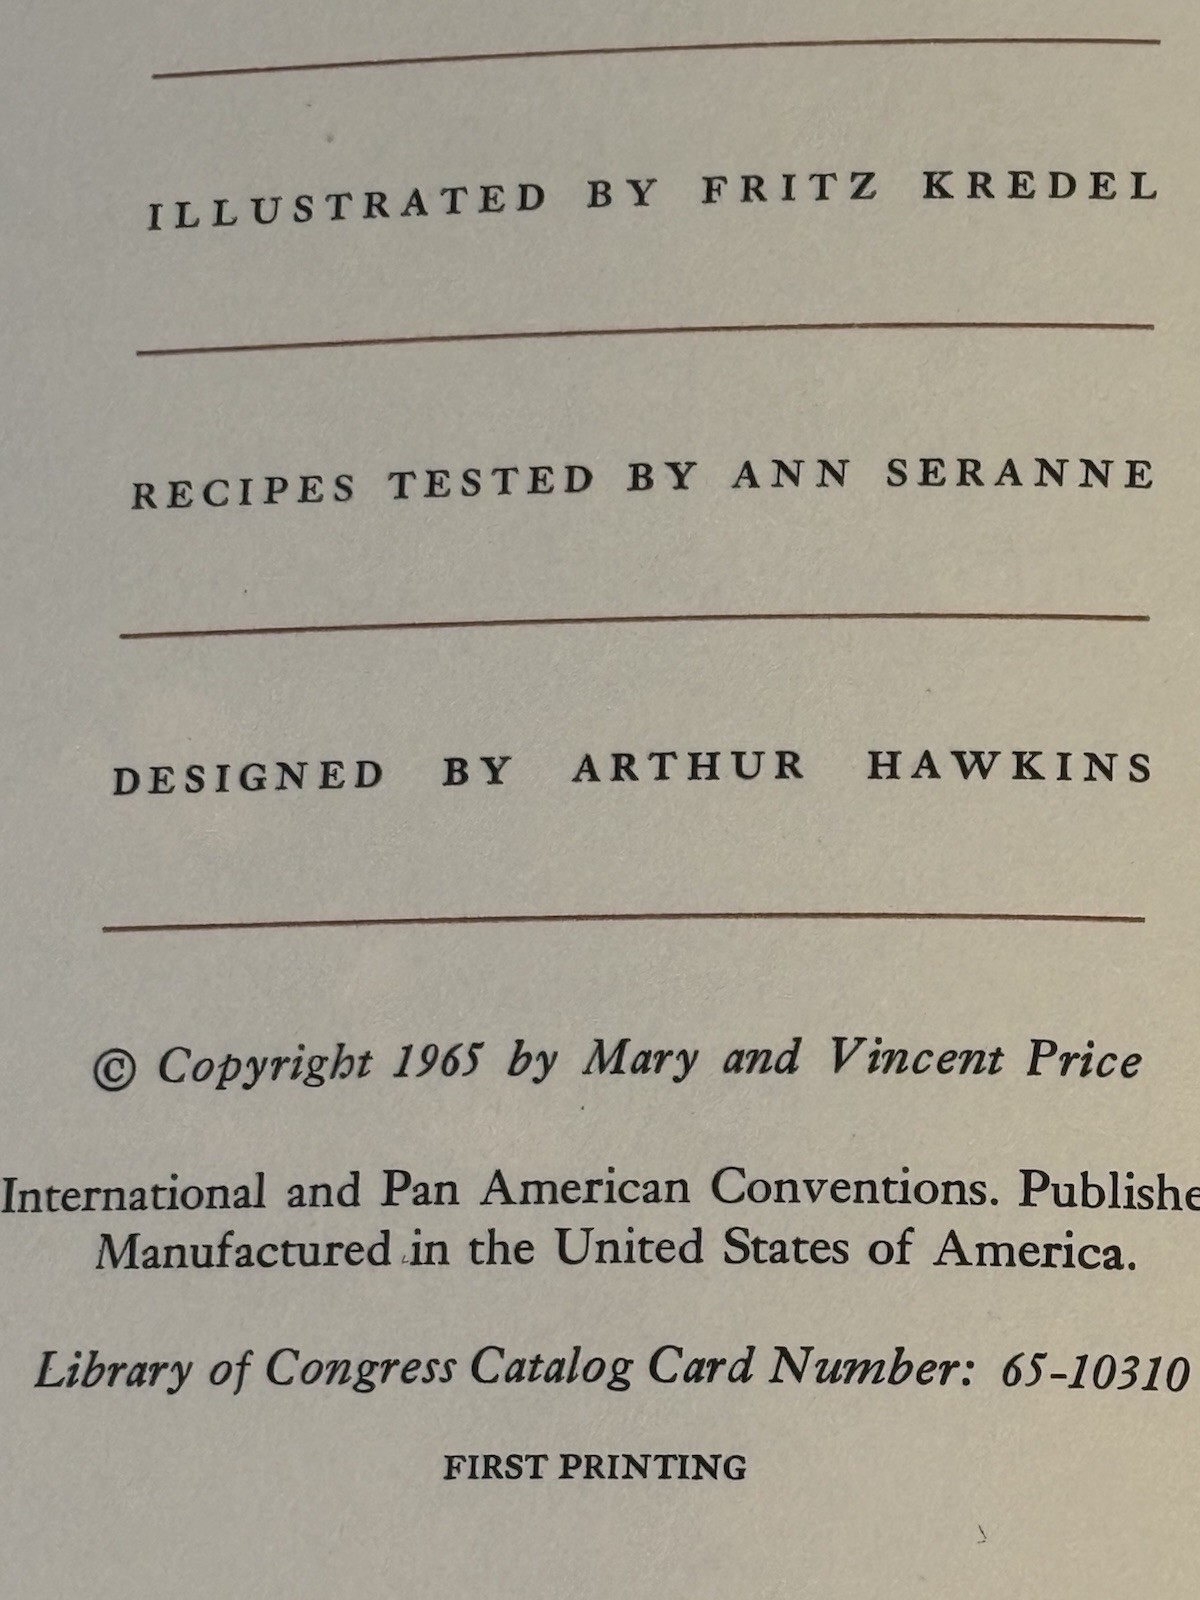 ILLUSTRATED BY FRITZ KREDEL
RECIPES TESTED BY ANN SERANNE
DESIGNED BY ARTHUR HAWKINS
© Copyright 1965 by Mary and Vincent Price
International and Pan American Conventions. Publishe
Manufactured in the United States of America.
Library of Congress Catalog Card Number: 65-10310
FIRST PRINTING